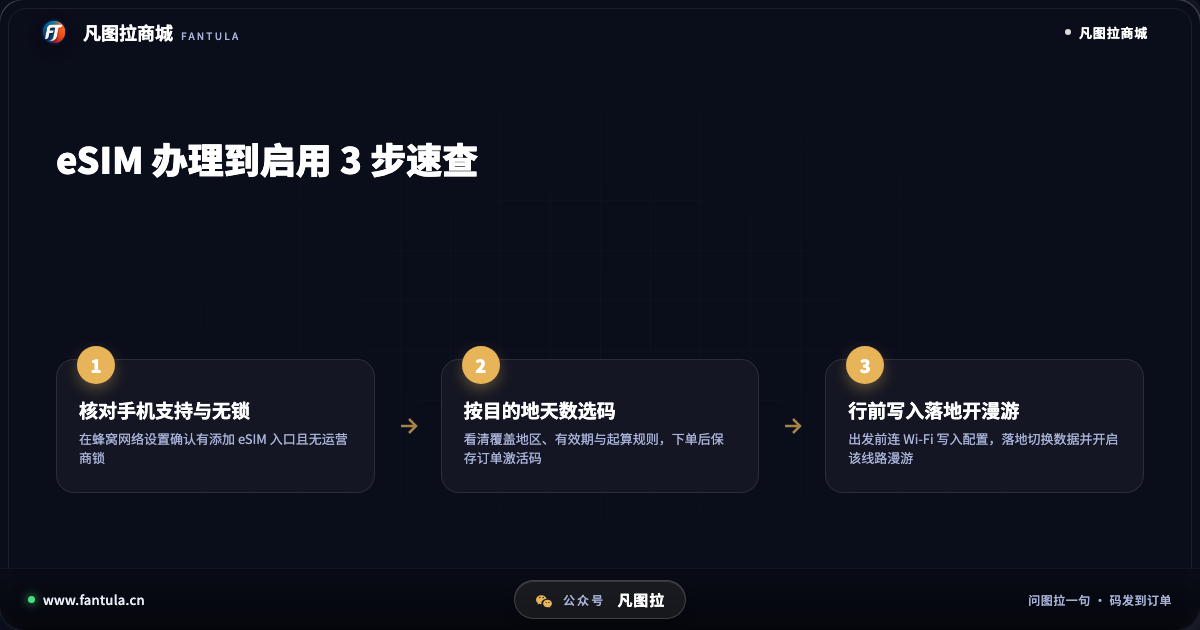 凡图拉商城 FANTULA
凡图拉商城
eSIM 办理到启用 3 步速查
1
核对手机支持与无锁
在蜂窝网络设置确认有添加 eSIM 入口且无运营
商锁
2
按目的地天数选码
看清覆盖地区、有效期与起算规则，下单后保
存订单激活码
3
行前写入落地开漫游
出发前连 Wi-Fi 写入配置，落地切换数据并开启
该线路漫游
www.fantula.cn
公众号 凡图拉
问图拉一句 · 码发到订单